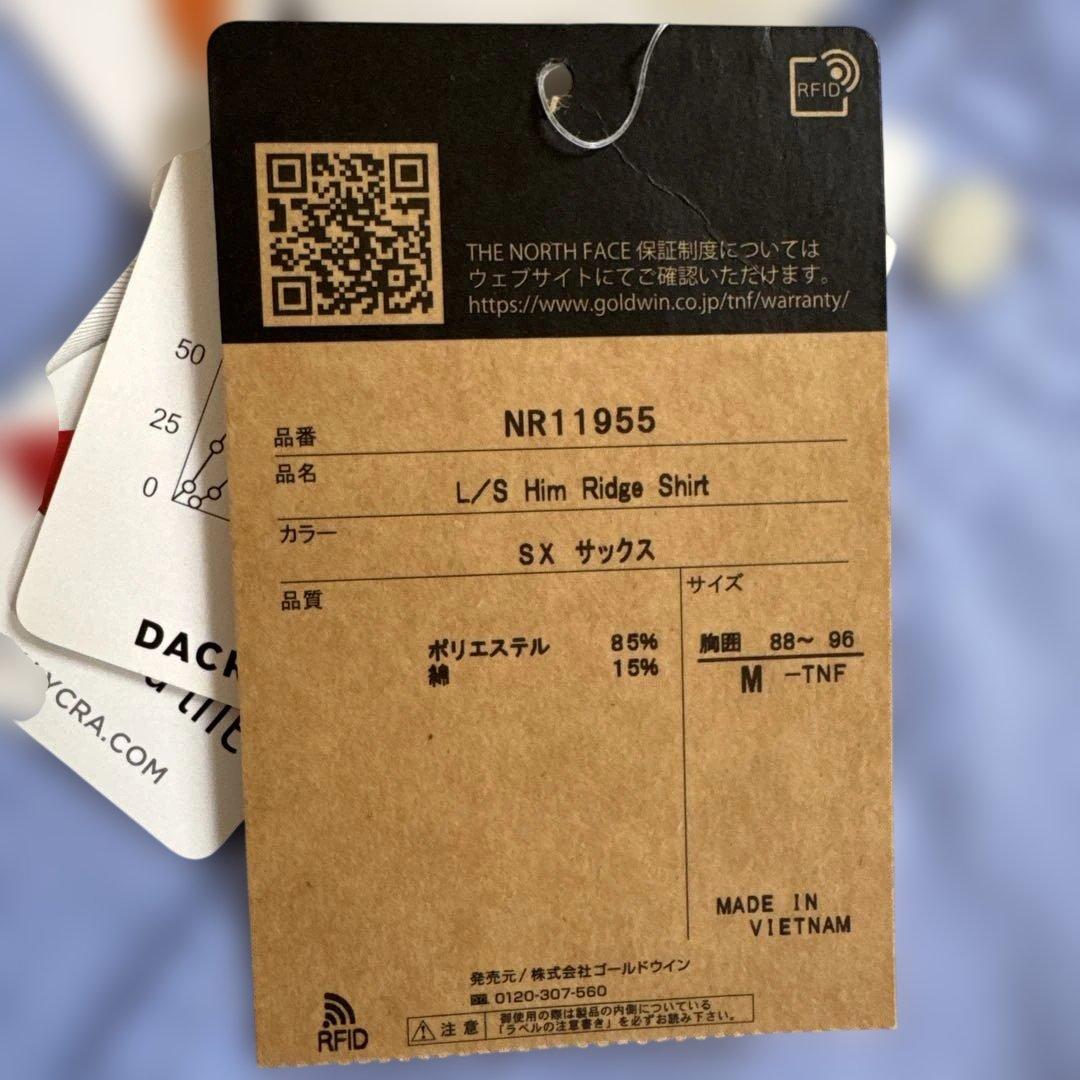 RFID
THE NORTH FACE 保証制度については
ウェブサイトにてご確認いただけます。
https://www.goldwin.co.jp/tnf/warranty/
品番 NR11955
品名 L/S Him Ridge Shirt
カラー SX サックス
品質
ポリエステル 85%
綿 15%
サイズ
胸囲 88～ 96
M -TNF
MADE IN
VIETNAM
発売元/株式会社ゴールドウイン
0120-307-560
注意
御使用の際は製品の内側についている
「ラベルの注意書き」を必ずお読み下さい。
RFID
50
25
0
DACR
YCRA.COM